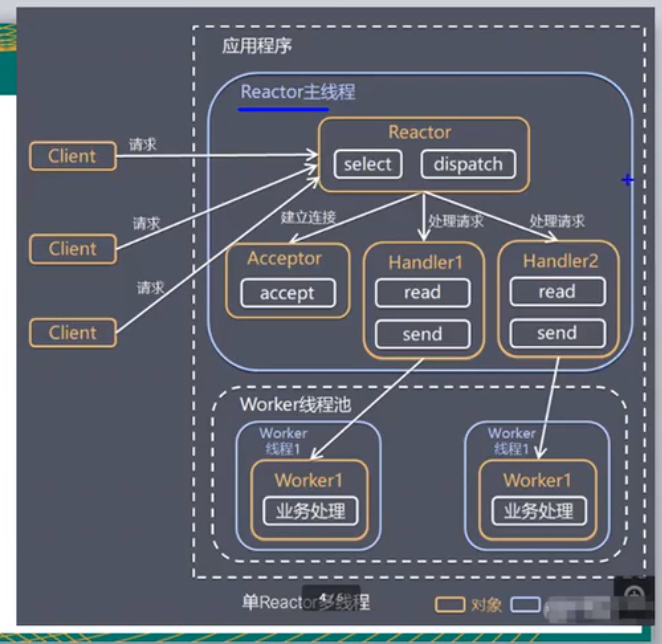 应用程序
Reactor主线程
Reactor
select
dispatch
Client
请求
Client
请求
Client
请求
建立连接
处理请求
处理请求
Acceptor
accept
Handler1
read
send
Handler2
read
send
Worker线程池
Worker
线程1
Worker1
业务处理
Worker
线程1
Worker1
业务处理
单Reactor多线程
对象